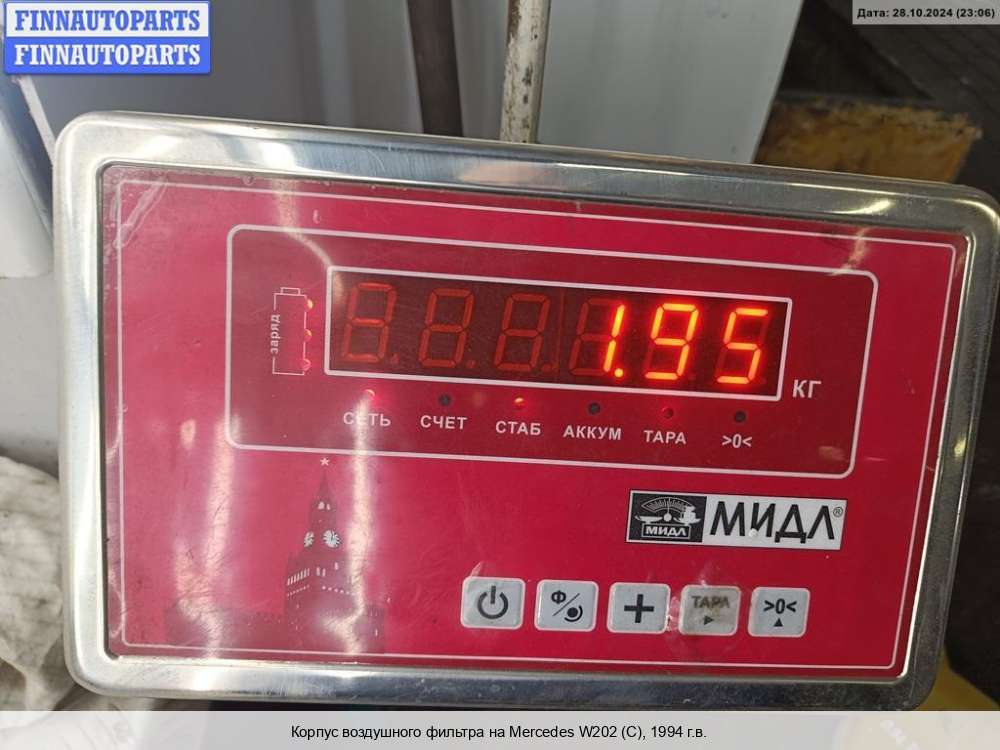 FINNAUTOPARTS
FINNAUTOPARTS
Дата: 28.10.2024 (23:06)
заряд
1.95
КГ
СЕТЬ СЧЕТ СТАБ АККУМ ТАРА >0<
МИДЛ МИДЛ®
Ф
+ ТАРА >0<
Корпус воздушного фильтра на Mercedes W202 (C), 1994 г.в.